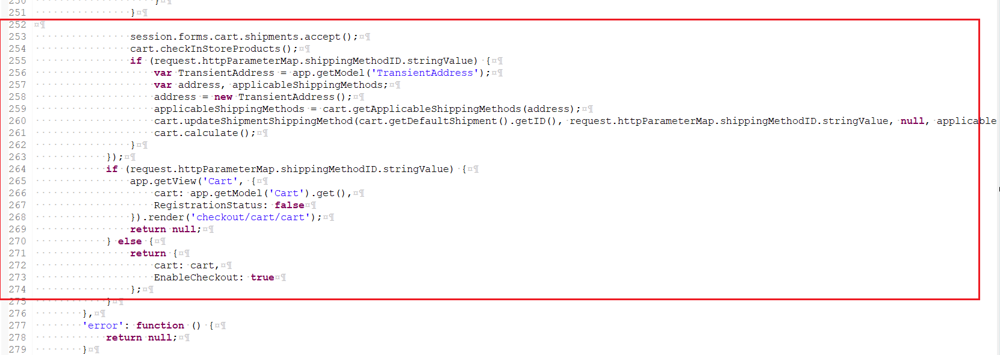 250 }
251 }
252
253 session.forms.cart.shipments.accept();
254 cart.checkInStoreProducts();
255 if (request.httpParameterMap.shippingMethodID.stringValue) {
256 var TransientAddress = app.getModel('TransientAddress');
257 var address, applicableShippingMethods;
258 address = new TransientAddress();
259 applicableShippingMethods = cart.getApplicableShippingMethods(address);
260 cart.updateShipmentShippingMethod(cart.getDefaultShipment().getID(), request.httpParameterMap.shippingMethodID.stringValue, null, applicable
261 cart.calculate();
262 }
263 });
264 if (request.httpParameterMap.shippingMethodID.stringValue) {
265 app.getView('Cart', {
266 cart: app.getModel('Cart').get(),
267 RegistrationStatus: false
268 }).render('checkout/cart/cart');
269 return null;
270 } else {
271 return {
272 cart: cart,
273 EnableCheckout: true
274 };
275 }
276 },
277 'error': function () {
278 return null;
279 }